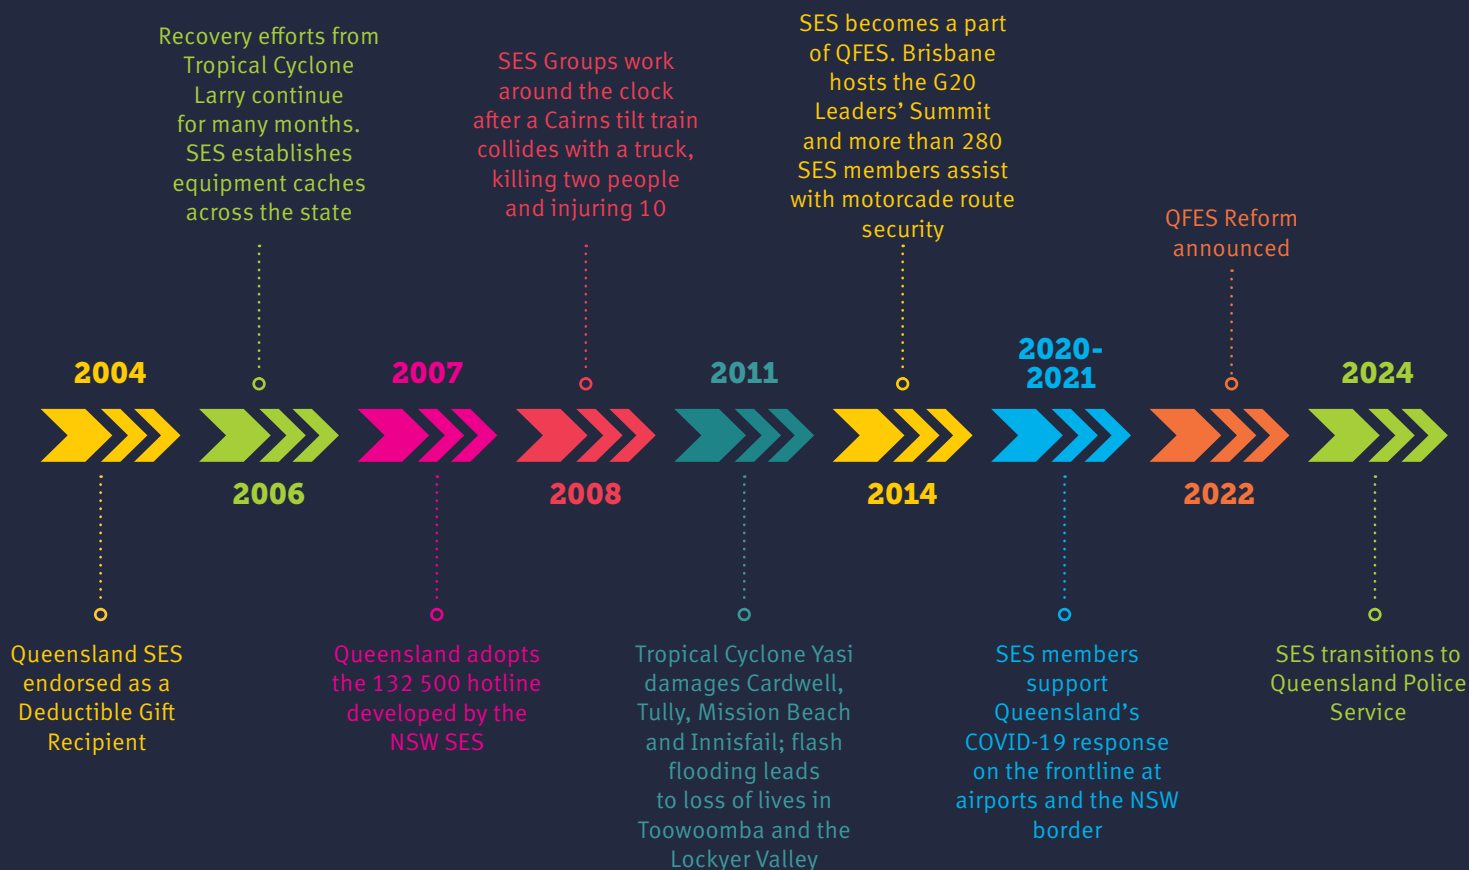 2004
Queensland SES
endorsed as a
Deductible Gift
Recipient
Recovery efforts from
Tropical Cyclone
Larry continue
for many months.
SES establishes
equipment caches
across the state
2006
2007
Queensland adopts
the 132 500 hotline
developed by the
NSW SES
SES Groups work
around the clock
after a Cairns tilt train
collides with a truck,
killing two people
and injuring 10
2008
2011
Tropical Cyclone Yasi
damages Cardwell,
Tully, Mission Beach
and Innisfail; flash
flooding leads
to loss of lives in
Toowoomba and the
Lockyer Valley
SES becomes a part
of QFES. Brisbane
hosts the G20
Leaders’ Summit
and more than 280
SES members assist
with motorcade route
security
2014
2020-
2021
SES members
support
Queensland’s
COVID-19 response
on the frontline at
airports and the NSW
border
QFES Reform
announced
2022
2024
SES transitions to
Queensland Police
Service